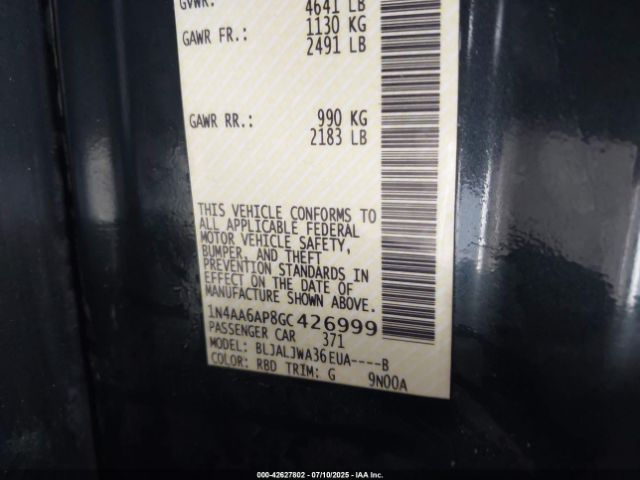 GVWR: 4641 LB
GAWR FR.: 1130 KG
2491 LB
GAWR RR.: 990 KG
2183 LB
THIS VEHICLE CONFORMS TO
ALL APPLICABLE FEDERAL
MOTOR VEHICLE SAFETY,
BUMPER, AND THEFT
PREVENTION STANDARDS IN
EFFECT ON THE DATE OF
MANUFACTURE SHOWN ABOVE.
1N4AA6AP8GC426999
PASSENGER CAR 371
MODEL: BLJALJWA36EUA----B
COLOR: RBD TRIM: G 9N00A
000-42627802 - 07/10/2025 - IAA Inc.